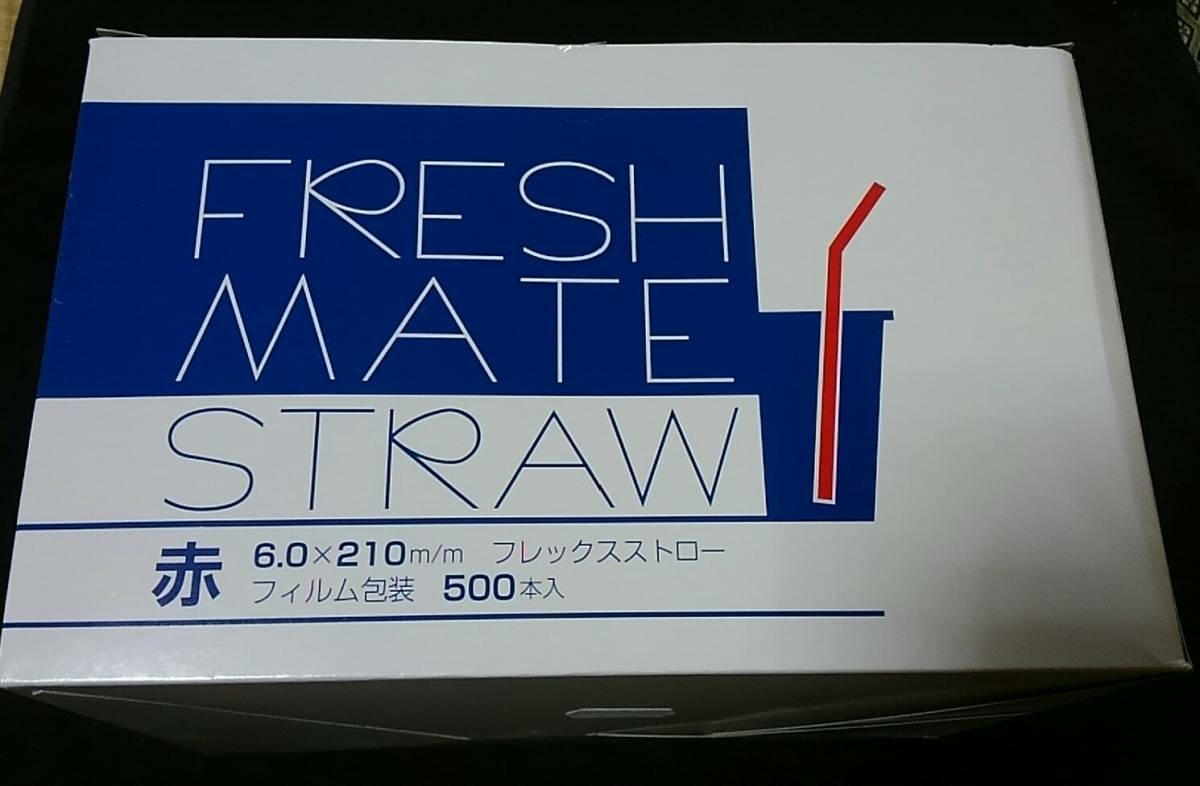 FRESH
MATE
STRAW
赤 6.0×210m/m フレックスストロー
フィルム包装 500本入